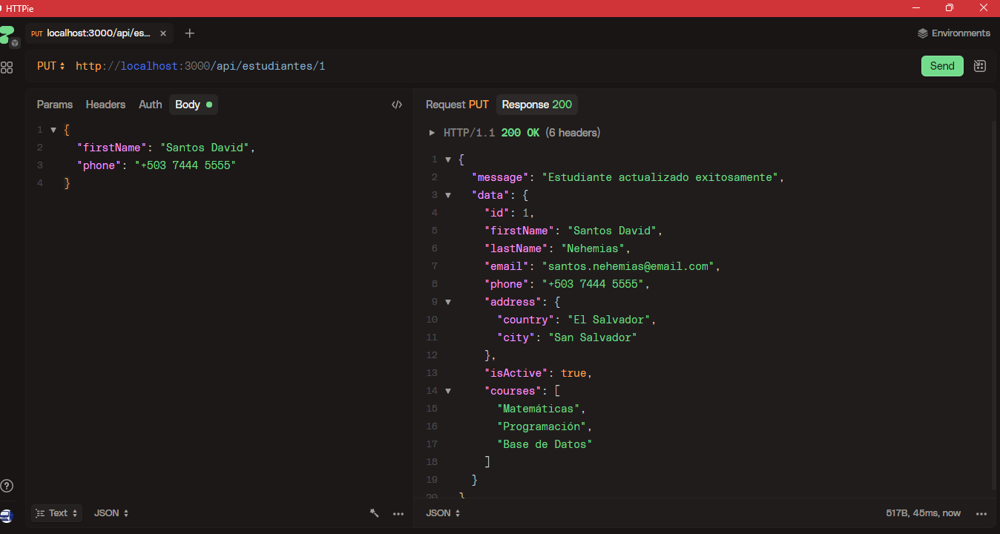 HTTPie
PUT localhost:3000/api/es...
Environments
PUT http://localhost:3000/api/estudiantes/1
Send
Params Headers Auth Body
1 {
2 "firstName": "Santos David",
3 "phone": "+503 7444 5555"
4 }
Text JSON
Request PUT Response 200
HTTP/1.1 200 OK (6 headers)
1 {
2 "message": "Estudiante actualizado exitosamente",
3 "data": {
4 "id": 1,
5 "firstName": "Santos David",
6 "lastName": "Nehemias",
7 "email": "santos.nehemias@email.com",
8 "phone": "+503 7444 5555",
9 "address": {
10 "country": "El Salvador",
11 "city": "San Salvador"
12 },
13 "isActive": true,
14 "courses": [
15 "Matemáticas",
16 "Programación",
17 "Base de Datos"
18 ]
19 }
20 }
JSON
517B, 45ms, now